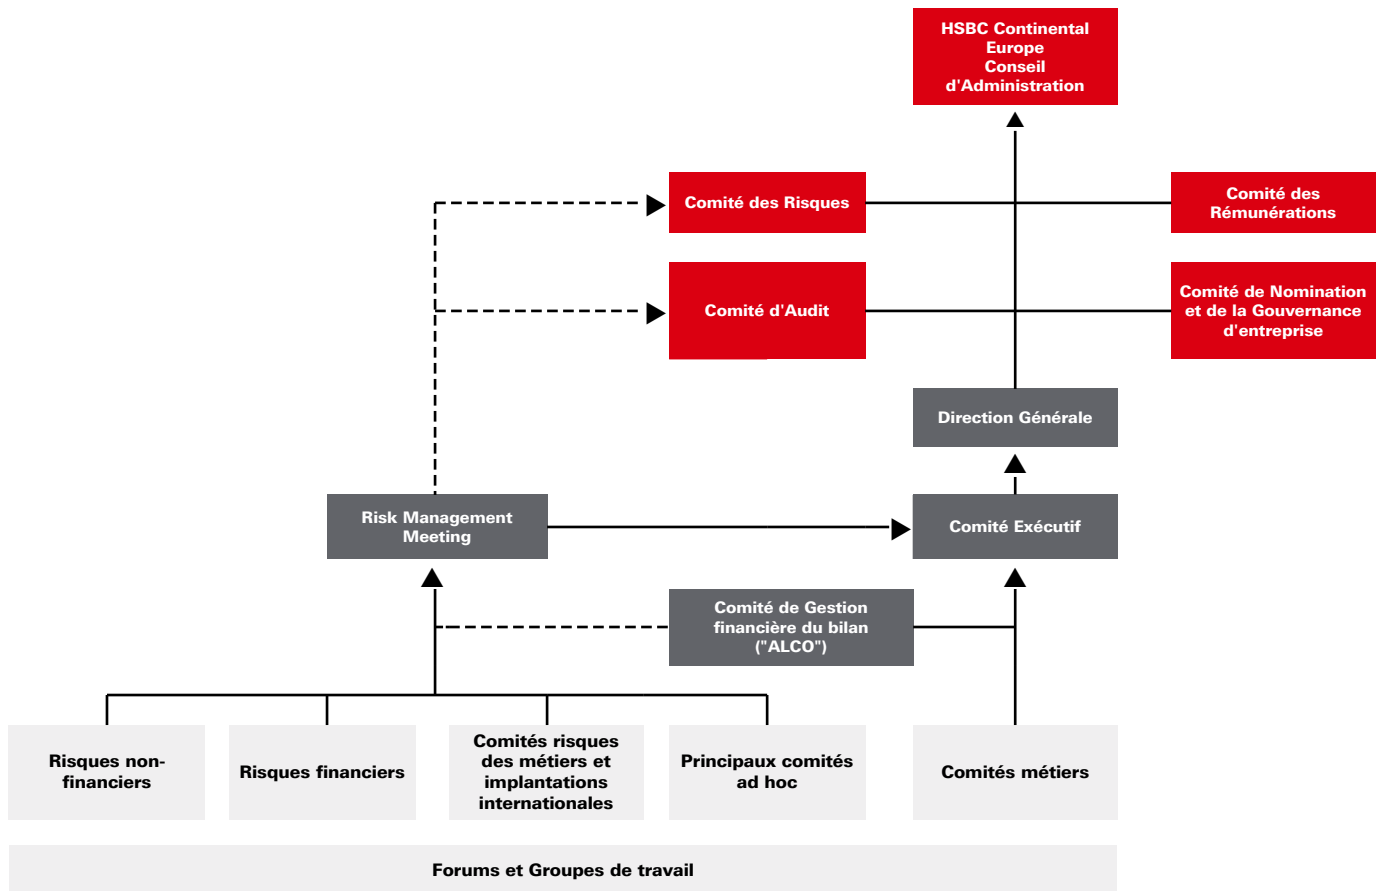 HSBC Continental
Europe
Conseil
d'Administration
Comité des Risques
Comité des
Rémunérations
Comité d'Audit
Comité de Nomination
et de la Gouvernance
d'entreprise
Direction Générale
Risk Management
Meeting
Comité Exécutif
Comité de Gestion
financière du bilan
("ALCO")
Risques non-
financiers
Risques financiers
Comités risques
des métiers et
implantations
internationales
Principaux comités
ad hoc
Comités métiers
Forums et Groupes de travail